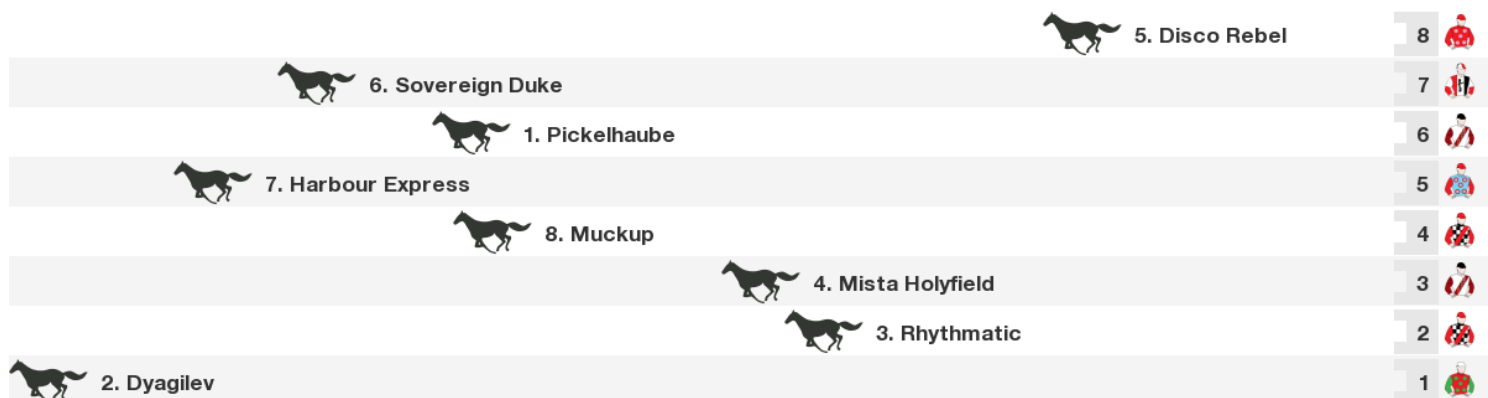 5. Disco Rebel 8
6. Sovereign Duke 7
1. Pickelhaube 6
7. Harbour Express 5
8. Muckup 4
4. Mista Holyfield 3
3. Rhythmatic 2
2. Dyagilev 1